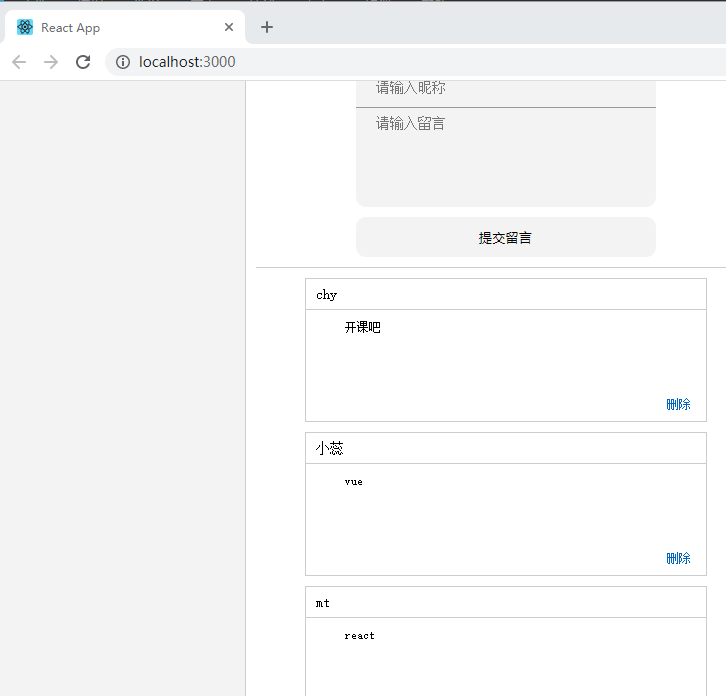 React App
localhost:3000
请输入昵称
请输入留言
提交留言
chy
开课吧
删除
小蕊
vue
删除
mt
react